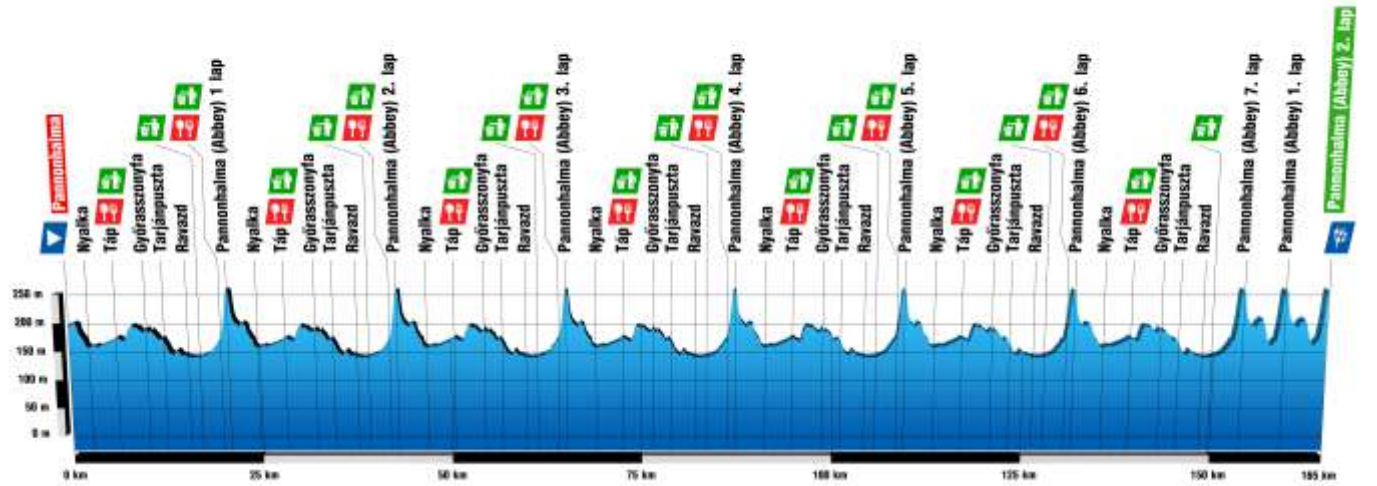 Pannonhalma
Nyalka
Táp
Győrasszonyfa
Tarjánpuszta
Ravazd
Pannonhalma (Abbey) 1 lap
Nyalka
Táp
Győrasszonyfa
Tarjánpuszta
Ravazd
Pannonhalma (Abbey) 2. lap
Nyalka
Táp
Győrasszonyfa
Tarjánpuszta
Ravazd
Pannonhalma (Abbey) 3. lap
Nyalka
Táp
Győrasszonyfa
Tarjánpuszta
Ravazd
Pannonhalma (Abbey) 4. lap
Nyalka
Táp
Győrasszonyfa
Tarjánpuszta
Ravazd
Pannonhalma (Abbey) 5. lap
Nyalka
Táp
Győrasszonyfa
Tarjánpuszta
Ravazd
Pannonhalma (Abbey) 6. lap
Nyalka
Táp
Győrasszonyfa
Tarjánpuszta
Ravazd
Pannonhalma (Abbey) 7. lap
Pannonhalma (Abbey) 1. lap
Pannonhalma (Abbey) 2. lap
250 m
200 m
150 m
100 m
50 m
0 m
0 km
25 km
50 km
75 km
100 km
125 km
150 km
165 km